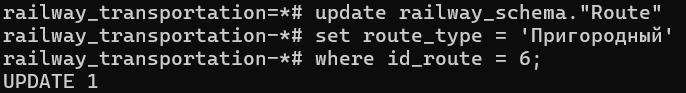 railway_transportation=*# update railway_schema."Route"
railway_transportation-*# set route_type = 'Пригородный'
railway_transportation-*# where id_route = 6;
UPDATE 1